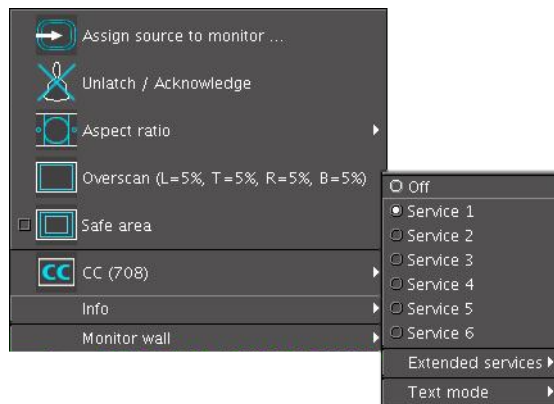 Assign source to monitor ...
Unlatch / Acknowledge
Aspect ratio
Overscan (L=5%, T=5%, R=5%, B=5%)
Safe area
CC CC (708)
Info
Monitor wall
Off
Service 1
Service 2
Service 3
Service 4
Service 5
Service 6
Extended services
Text mode